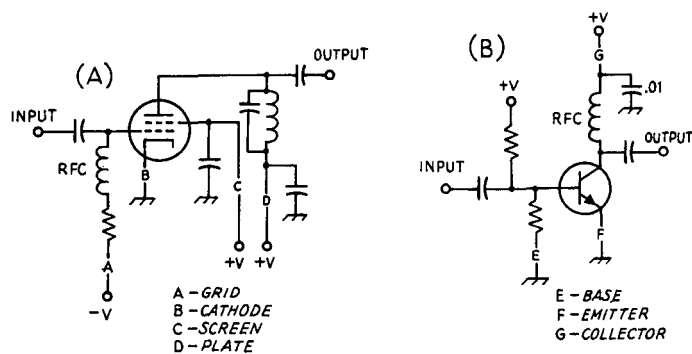 (A)
OUTPUT
INPUT
RFC
B
C
D
A
-V
+V
+V
A - GRID
B - CATHODE
C - SCREEN
D - PLATE
(B)
+V
G
.01
RFC
+V
OUTPUT
INPUT
E
F
E - BASE
F - EMITTER
G - COLLECTOR